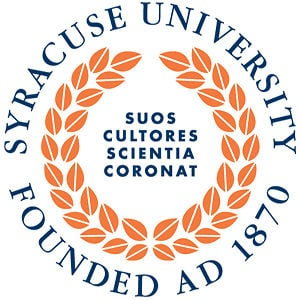 SYRACUSE UNIVERSITY
SUOS
CULTORES
SCIENTIA
CORONAT
FOUNDED AD 1870